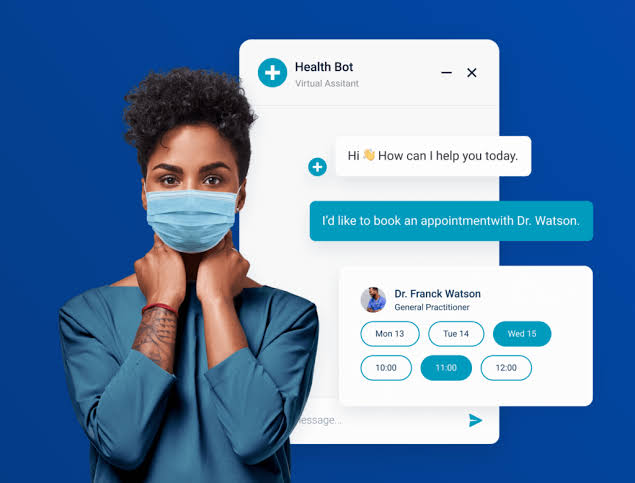 Health Bot
Virtual Assitant
Hi 👋 How can I help you today.
I'd like to book an appointmentwith Dr. Watson.
Dr. Franck Watson
General Practitioner
Mon 13 Tue 14 Wed 15
10:00 11:00 12:00
essage...